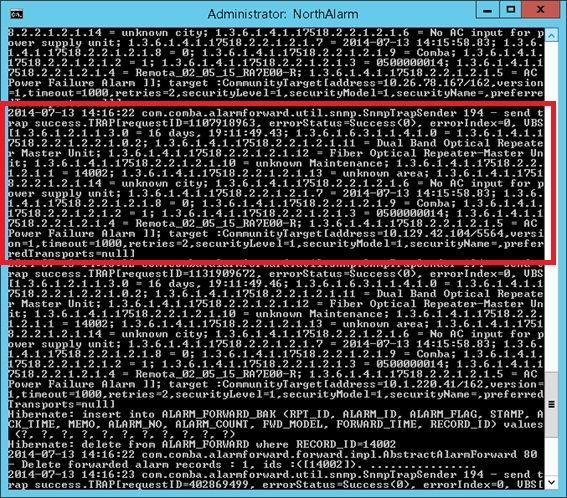 Administrator: NorthAlarm
8.2.2.1.2.1.14 = unknown city; 1.3.6.1.4.1.17518.2.2.1.2.1.6 = No AC input for p
ower supply unit; 1.3.6.1.4.1.17518.2.2.1.2.1.7 = 2014-07-13 14:15:58.83; 1.3.6.
1.4.1.17518.2.2.1.2.1.8 = 0; 1.3.6.1.4.1.17518.2.2.1.2.1.9 = Comba; 1.3.6.1.4.1.
17518.2.2.1.2.1.2 = 1; 1.3.6.1.4.1.17518.2.2.1.2.1.3 = 0500000014; 1.3.6.1.4.1.1
7518.2.2.1.2.1.4 = Remota_02_05_15_RA7E00-R; 1.3.6.1.4.1.17518.2.2.1.2.1.5 = AC
Power Failure Alarm ]]; target :CommunityTarget[address=10.26.78.167/162,version
=1,timeout=1000,retries=2,securityLevel=1,securityModel=1,securityName=,preferre
dTransports=null]
2014-07-13 14:16:22 com.comba.alarmforward.util.snmp.SnmpTrapSender 194 - send t
rap success.TRAP[requestID=1107918963, errorStatus=Success(0), errorIndex=0, VBS
[1.3.6.1.2.1.1.3.0 = 16 days, 19:11:49.43; 1.3.6.1.6.3.1.1.4.1.0 = 1.3.6.1.4.1.1
7518.2.2.1.2.2.1.0.2; 1.3.6.1.4.1.17518.2.2.1.2.1.11 = Dual Band Optical Repeate
r Master Unit; 1.3.6.1.4.1.17518.2.2.1.2.1.12 = Fiber Optical Repeater-Master Un
it; 1.3.6.1.4.1.17518.2.2.1.2.1.10 = unknown Maintenance; 1.3.6.1.4.1.17518.2.2.
1.2.1.1 = 14002; 1.3.6.1.4.1.17518.2.2.1.2.1.13 = unknown area; 1.3.6.1.4.1.1751
8.2.2.1.2.1.14 = unknown city; 1.3.6.1.4.1.17518.2.2.1.2.1.6 = No AC input for p
ower supply unit; 1.3.6.1.4.1.17518.2.2.1.2.1.7 = 2014-07-13 14:15:58.83; 1.3.6.
1.4.1.17518.2.2.1.2.1.8 = 0; 1.3.6.1.4.1.17518.2.2.1.2.1.9 = Comba; 1.3.6.1.4.1.
17518.2.2.1.2.1.2 = 1; 1.3.6.1.4.1.17518.2.2.1.2.1.3 = 0500000014; 1.3.6.1.4.1.1
7518.2.2.1.2.1.4 = Remota_02_05_15_RA7E00-R; 1.3.6.1.4.1.17518.2.2.1.2.1.5 = AC
Power Failure Alarm ]]; target :CommunityTarget[address=10.129.42.104/5564,versi
on=1,timeout=1000,retries=2,securityLevel=1,securityModel=1,securityName=,prefer
redTransports=null]
2014-07-13 14:16:22 com.comba.alarmforward.util.snmp.SnmpTrapSender 194 - send t
rap success.TRAP[requestID=1131909672, errorStatus=Success(0), errorIndex=0, VBS
[1.3.6.1.2.1.1.3.0 = 16 days, 19:11:49.46; 1.3.6.1.6.3.1.1.4.1.0 = 1.3.6.1.4.1.1
7518.2.2.1.2.2.1.0.2; 1.3.6.1.4.1.17518.2.2.1.2.1.11 = Dual Band Optical Repeate
r Master Unit; 1.3.6.1.4.1.17518.2.2.1.2.1.12 = Fiber Optical Repeater-Master Un
it; 1.3.6.1.4.1.17518.2.2.1.2.1.10 = unknown Maintenance; 1.3.6.1.4.1.17518.2.2.
1.2.1.1 = 14002; 1.3.6.1.4.1.17518.2.2.1.2.1.13 = unknown area; 1.3.6.1.4.1.1751
8.2.2.1.2.1.14 = unknown city; 1.3.6.1.4.1.17518.2.2.1.2.1.6 = No AC input for p
ower supply unit; 1.3.6.1.4.1.17518.2.2.1.2.1.7 = 2014-07-13 14:15:58.83; 1.3.6.
1.4.1.17518.2.2.1.2.1.8 = 0; 1.3.6.1.4.1.17518.2.2.1.2.1.9 = Comba; 1.3.6.1.4.1.
17518.2.2.1.2.1.2 = 1; 1.3.6.1.4.1.17518.2.2.1.2.1.3 = 0500000014; 1.3.6.1.4.1.1
7518.2.2.1.2.1.4 = Remota_02_05_15_RA7E00-R; 1.3.6.1.4.1.17518.2.2.1.2.1.5 = AC
Power Failure Alarm ]]; target :CommunityTarget[address=10.1.220.41/162,version=
1,timeout=1000,retries=2,securityLevel=1,securityModel=1,securityName=,preferred
Transports=null]
Hibernate: insert into ALARM_FORWARD_BAK (RPT_ID, ALARM_ID, ALARM_FLAG, STAMP, A
CK_TIME, MEMO, ALARM_NO, ALARM_COUNT, FWD_MODEL, FORWARD_TIME, RECORD_ID) values
(?, ?, ?, ?, ?, ?, ?, ?, ?, ?, ?)
Hibernate: delete from ALARM_FORWARD where RECORD_ID=14002
2014-07-13 14:16:22 com.comba.alarmforward.forward.impl.AbstractAlarmForward 80
- Delete forwarded alarm records : 1, ids :([14002]). ...............
2014-07-13 14:16:23 com.comba.alarmforward.util.snmp.SnmpTrapSender 194 - send t
rap success.TRAP[requestID=402869499, errorStatus=Success(0), errorIndex=0, VBS[